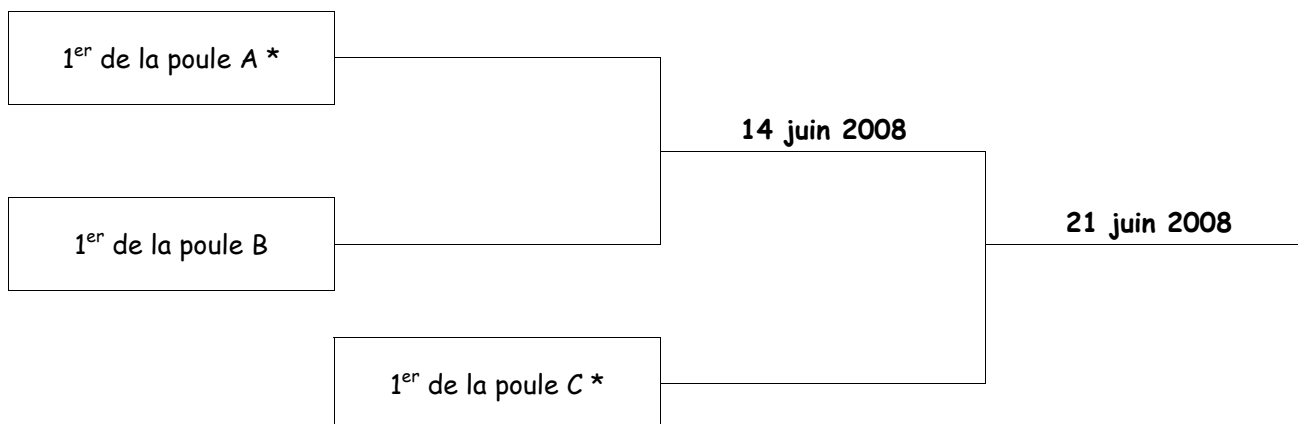 1er de la poule A *
14 juin 2008
1er de la poule B
21 juin 2008
1er de la poule C *